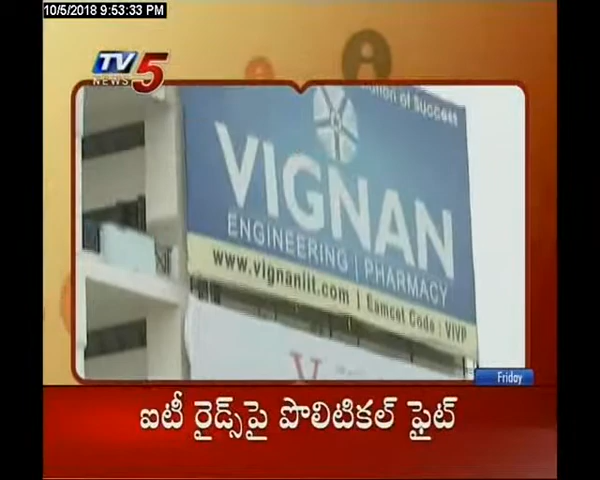 10/5/2018 9:53:33 PM
TV5
NEWS
of Success
VIGNAN
ENGINEERING | PHARMACY
www.vignaniit.com | Eamcet Code : VIVP
V
Friday
ఐటీ రైడ్స్‌పై పొలిటికల్ ఫైట్